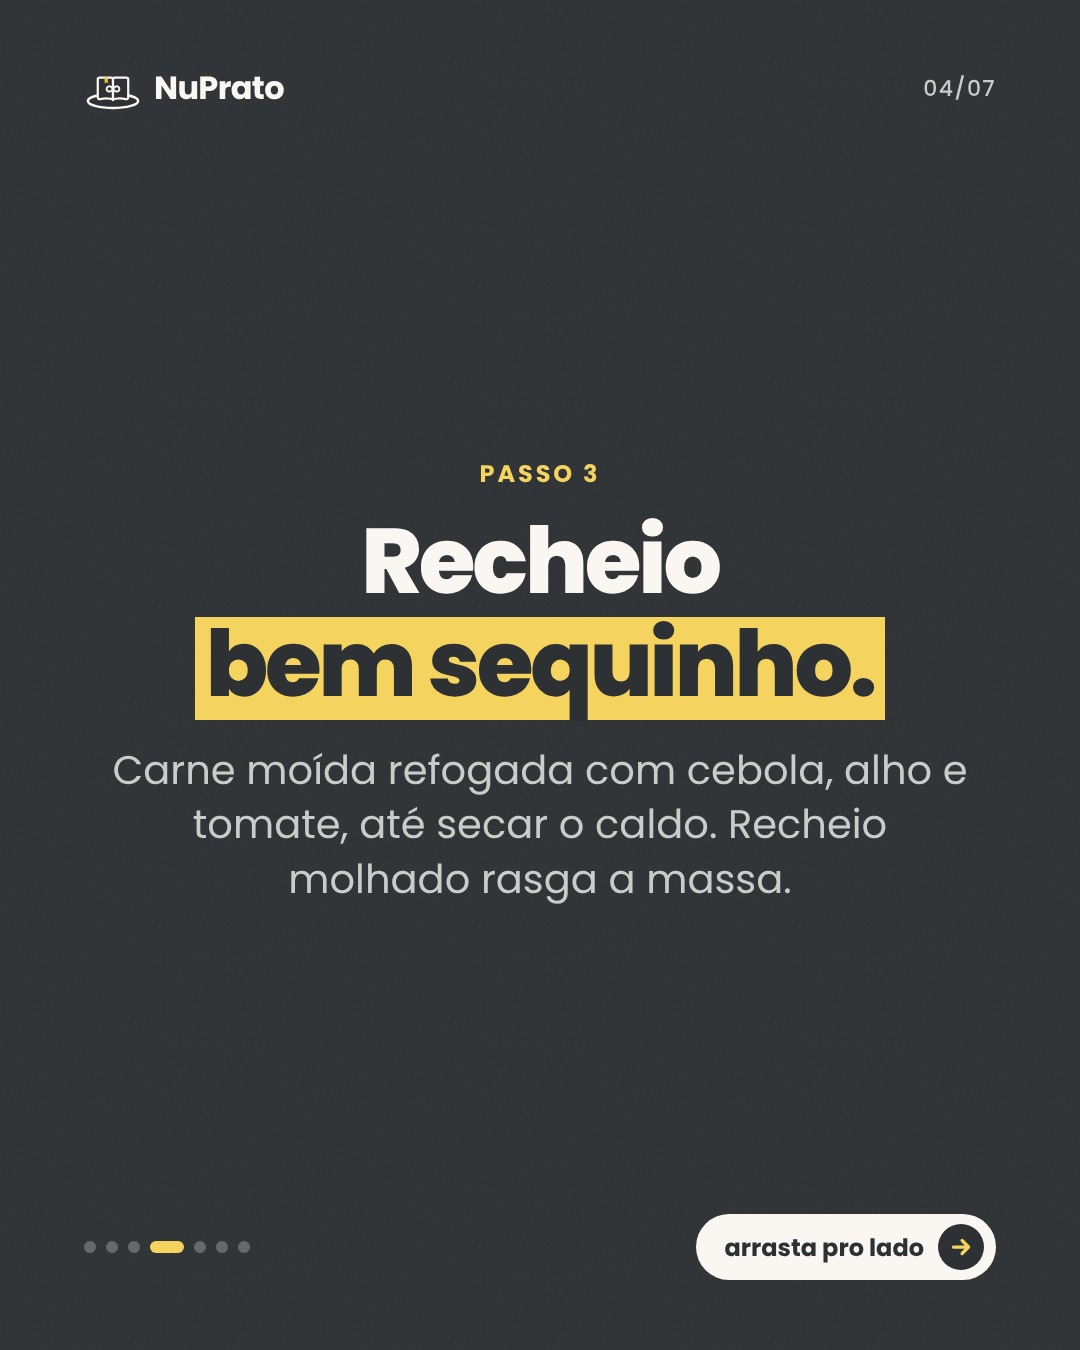 NuPrato
04/07
PASSO 3
Recheio
bem sequinho.
Carne moída refogada com cebola, alho e
tomate, até secar o caldo. Recheio
molhado rasga a massa.
arrasta pro lado